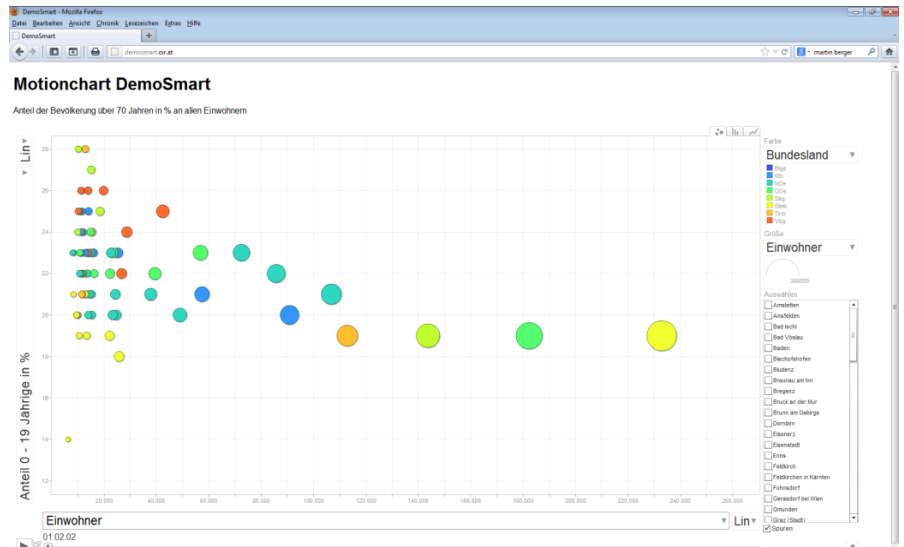 DemoSmart - Mozilla Firefox
Datei Bearbeiten Ansicht Chronik Lesezeichen Extras Hilfe
DemoSmart
demosmart.oir.at
martin berger
Motionchart DemoSmart
Anteil der Bevölkerung über 70 Jahren in % an allen Einwohnern
Lin
28
26
24
22
20
18
16
14
12
Anteil 0 - 19 Jährige in %
20.000 40.000 60.000 80.000 100.000 120.000 140.000 160.000 180.000 200.000 220.000 240.000 260.000
Einwohner
Lin
01.02.02
Farbe
Bundesland
Bgld
Ktn
NOe
OOe
Sbg
Stmk
Tirol
Vbg
Größe
Einwohner
300000
Auswählen
Amstetten
Ansfelden
Bad Ischl
Bad Vöslau
Baden
Bischofshofen
Bludenz
Braunau am Inn
Bregenz
Bruck an der Mur
Brunn am Gebirge
Dornbirn
Eisenerz
Eisenstadt
Enns
Feldkirch
Feldkirchen in Kärnten
Fohnsdorf
Gerasdorf bei Wien
Gmunden
Graz (Stadt)
Spuren